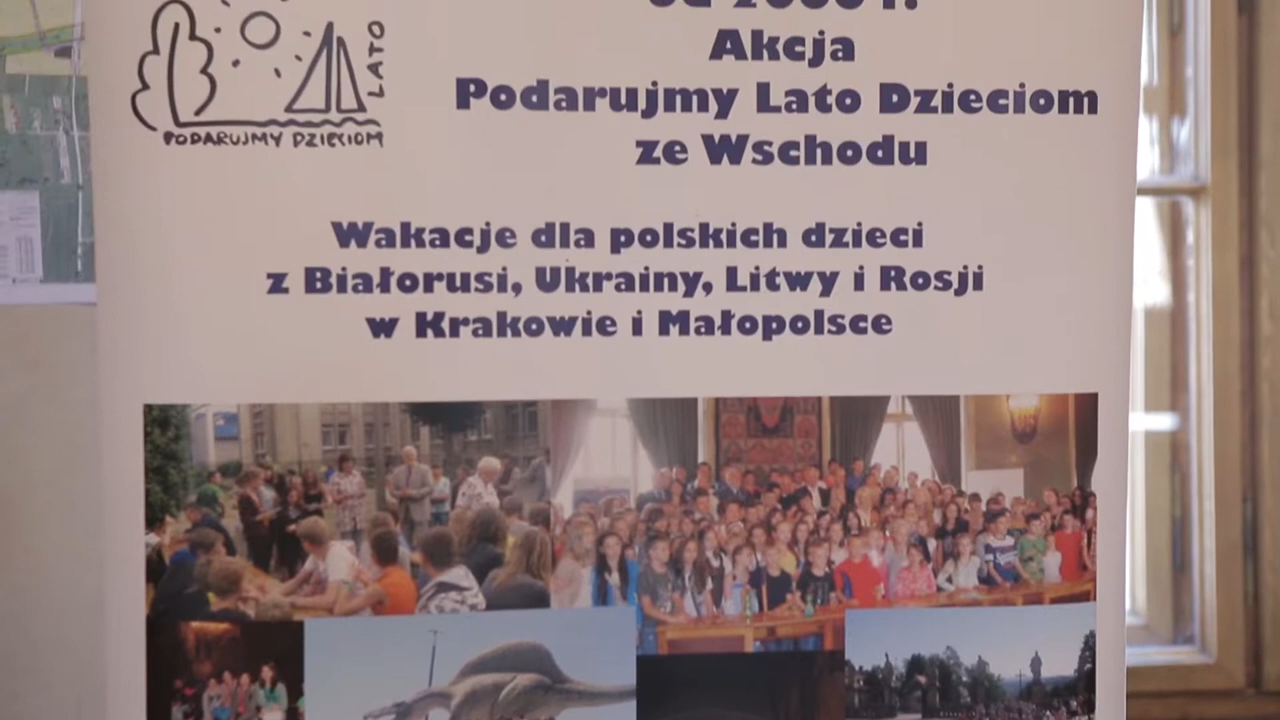 LATO
PODARUJMY DZIECIOM
Akcja
Podarujmy Lato Dzieciom
ze Wschodu
Wakacje dla polskich dzieci
z Białorusi, Ukrainy, Litwy i Rosji
w Krakowie i Małopolsce